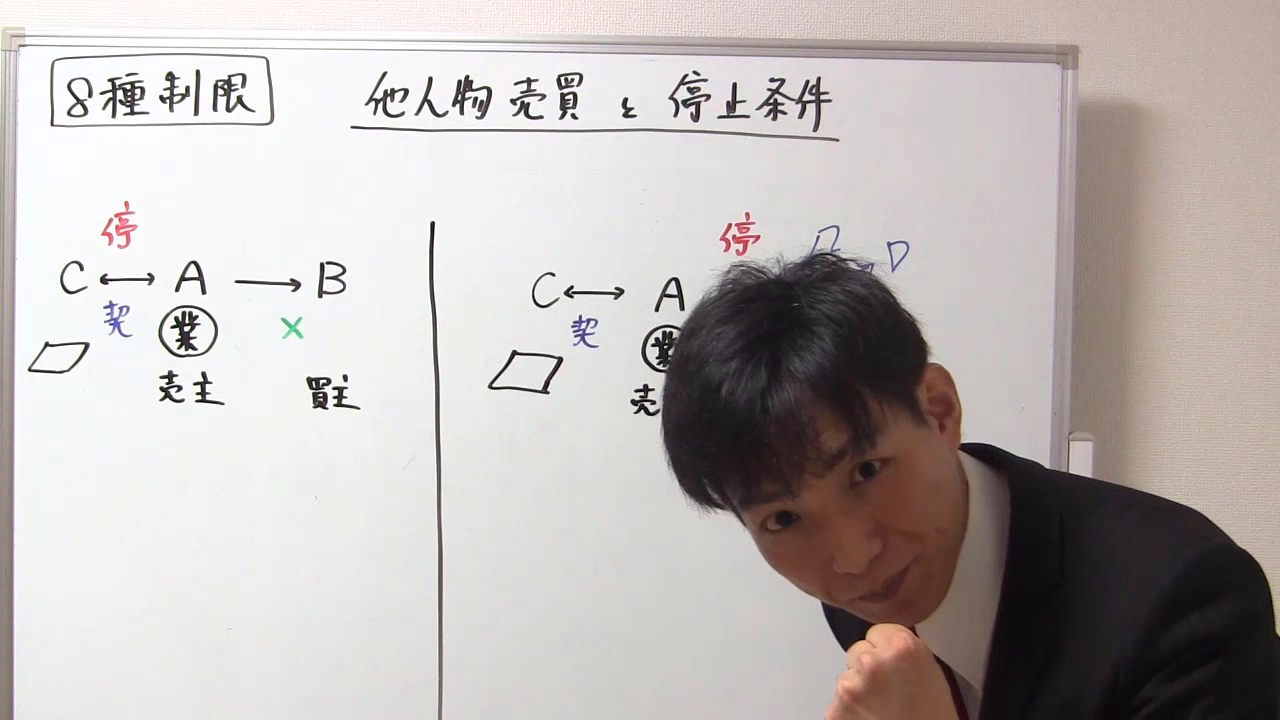 8種制限 他人物売買と停止条件
停
C ↔ A → B
契 業 ×
売主 買主
停
C ↔ A D
契 業
売